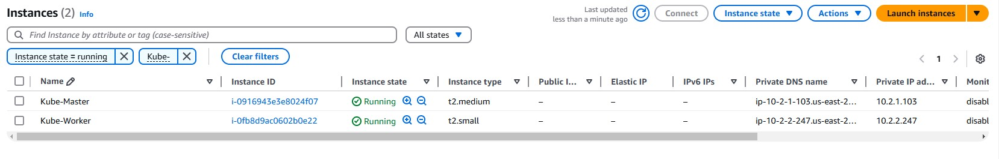 Instances (2) Info
Last updated
less than a minute ago
Connect
Instance state
Actions
Launch instances
Find Instance by attribute or tag (case-sensitive)
All states
Instance state = running
Kube-
Clear filters
1
Name Instance ID Instance state Instance type Public I... Elastic IP IPv6 IPs Private DNS name Private IP ad... Monit
Kube-Master i-0916943e3e8024f07 Running t2.medium – – – ip-10-2-1-103.us-east-2... 10.2.1.103 disabl
Kube-Worker i-0fb8d9ac0602b0e22 Running t2.small – – – ip-10-2-2-247.us-east-2... 10.2.2.247 disabl